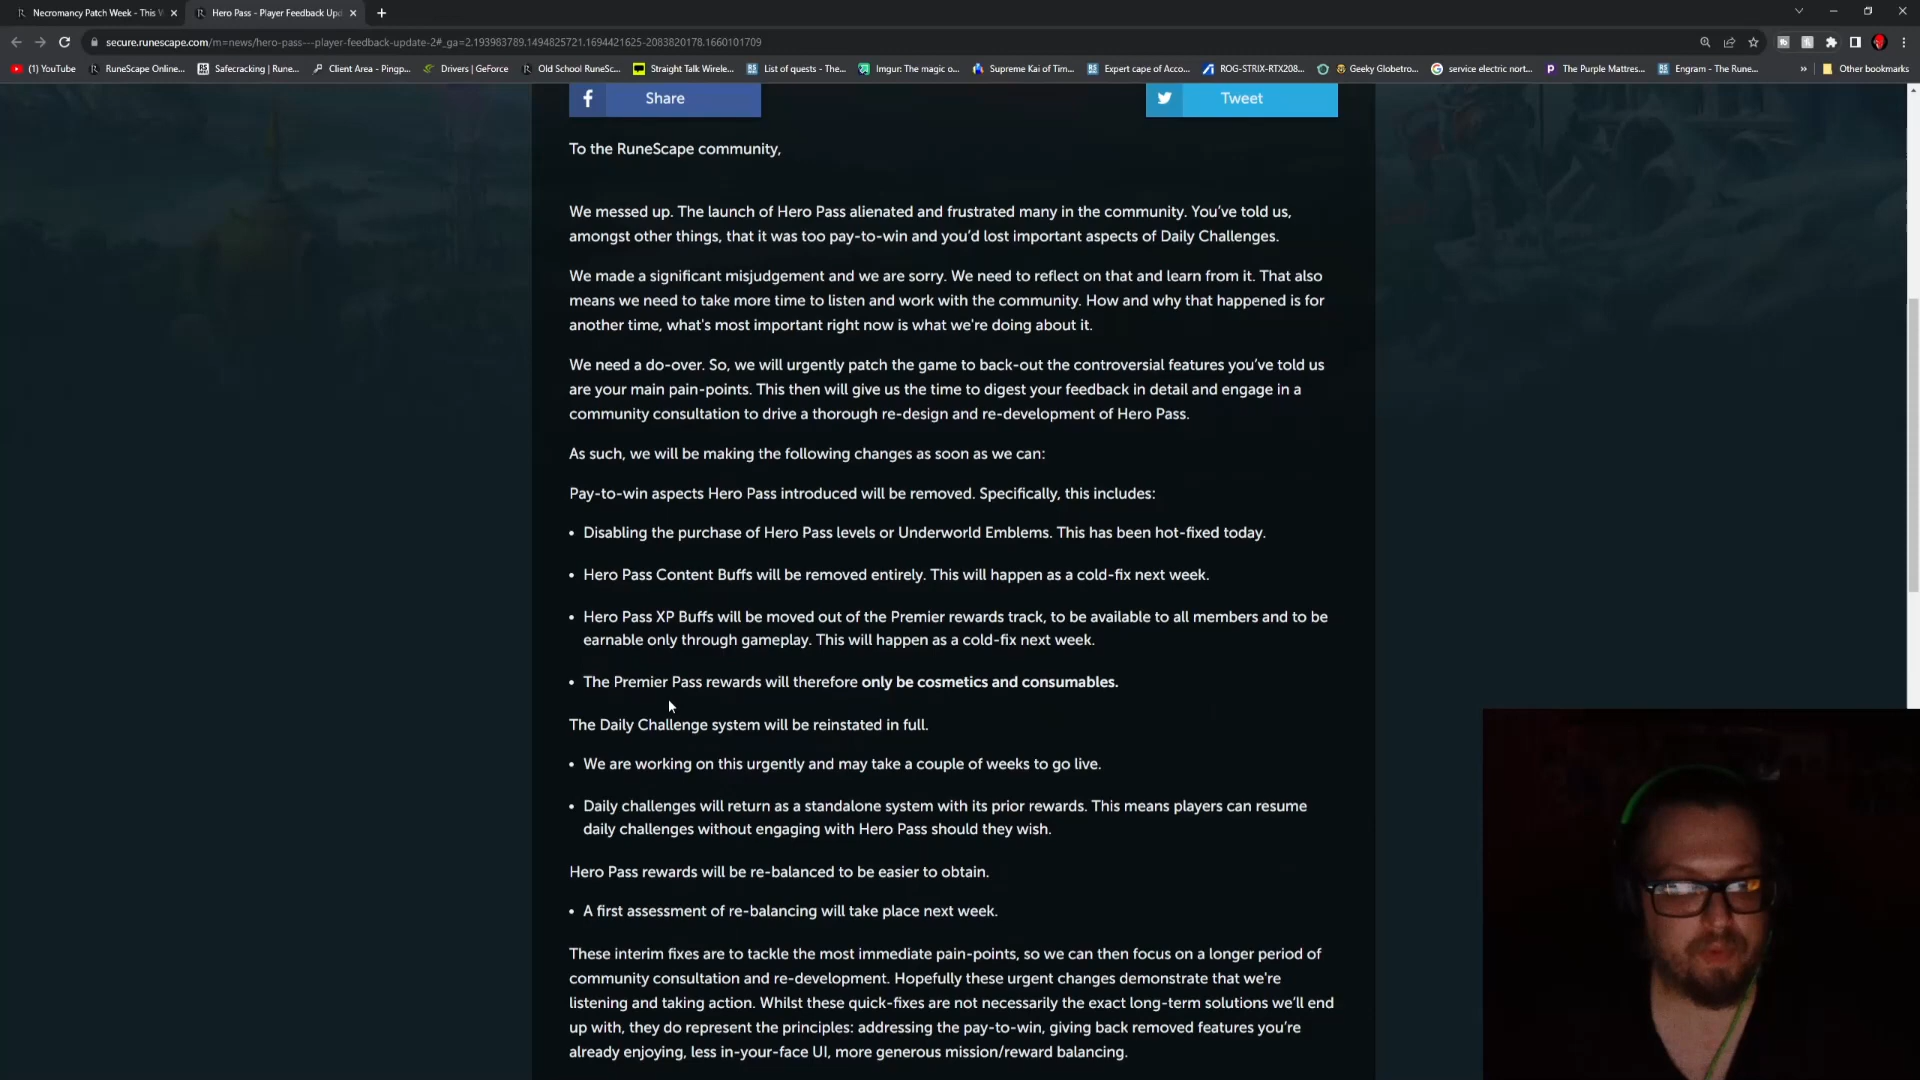 Necromancy Patch Week - This
Hero Pass - Player Feedback Upd
secure.runescape.com/m=news/hero-pass---player-feedback-update-2#_ga=2.193983789.1494825721.1694421625-2083820178.1660101709
(1) YouTube
RuneScape Online...
Safecracking | Rune...
Client Area - Pingp...
Drivers | GeForce
Old School RuneSc...
Straight Talk Wirele...
List of quests - The...
Imgur: The magic o...
Supreme Kai of Tim...
Expert cape of Acco...
ROG-STRIX-RTX208...
Geeky Globetro...
service electric nort...
The Purple Mattres...
Engram - The Rune...
Other bookmarks
Share
Tweet
To the RuneScape community,
We messed up. The launch of Hero Pass alienated and frustrated many in the community. You've told us,
amongst other things, that it was too pay-to-win and you'd lost important aspects of Daily Challenges.
We made a significant misjudgement and we are sorry. We need to reflect on that and learn from it. That also
means we need to take more time to listen and work with the community. How and why that happened is for
another time, what's most important right now is what we're doing about it.
We need a do-over. So, we will urgently patch the game to back-out the controversial features you've told us
are your main pain-points. This then will give us the time to digest your feedback in detail and engage in a
community consultation to drive a thorough re-design and re-development of Hero Pass.
As such, we will be making the following changes as soon as we can:
Pay-to-win aspects Hero Pass introduced will be removed. Specifically, this includes:
• Disabling the purchase of Hero Pass levels or Underworld Emblems. This has been hot-fixed today.
• Hero Pass Content Buffs will be removed entirely. This will happen as a cold-fix next week.
• Hero Pass XP Buffs will be moved out of the Premier rewards track, to be available to all members and to be
earnable only through gameplay. This will happen as a cold-fix next week.
• The Premier Pass rewards will therefore only be cosmetics and consumables.
The Daily Challenge system will be reinstated in full.
• We are working on this urgently and may take a couple of weeks to go live.
• Daily challenges will return as a standalone system with its prior rewards. This means players can resume
daily challenges without engaging with Hero Pass should they wish.
Hero Pass rewards will be re-balanced to be easier to obtain.
• A first assessment of re-balancing will take place next week.
These interim fixes are to tackle the most immediate pain-points, so we can then focus on a longer period of
community consultation and re-development. Hopefully these urgent changes demonstrate that we're
listening and taking action. Whilst these quick-fixes are not necessarily the exact long-term solutions we'll end
up with, they do represent the principles: addressing the pay-to-win, giving back removed features you're
already enjoying, less in-your-face UI, more generous mission/reward balancing.